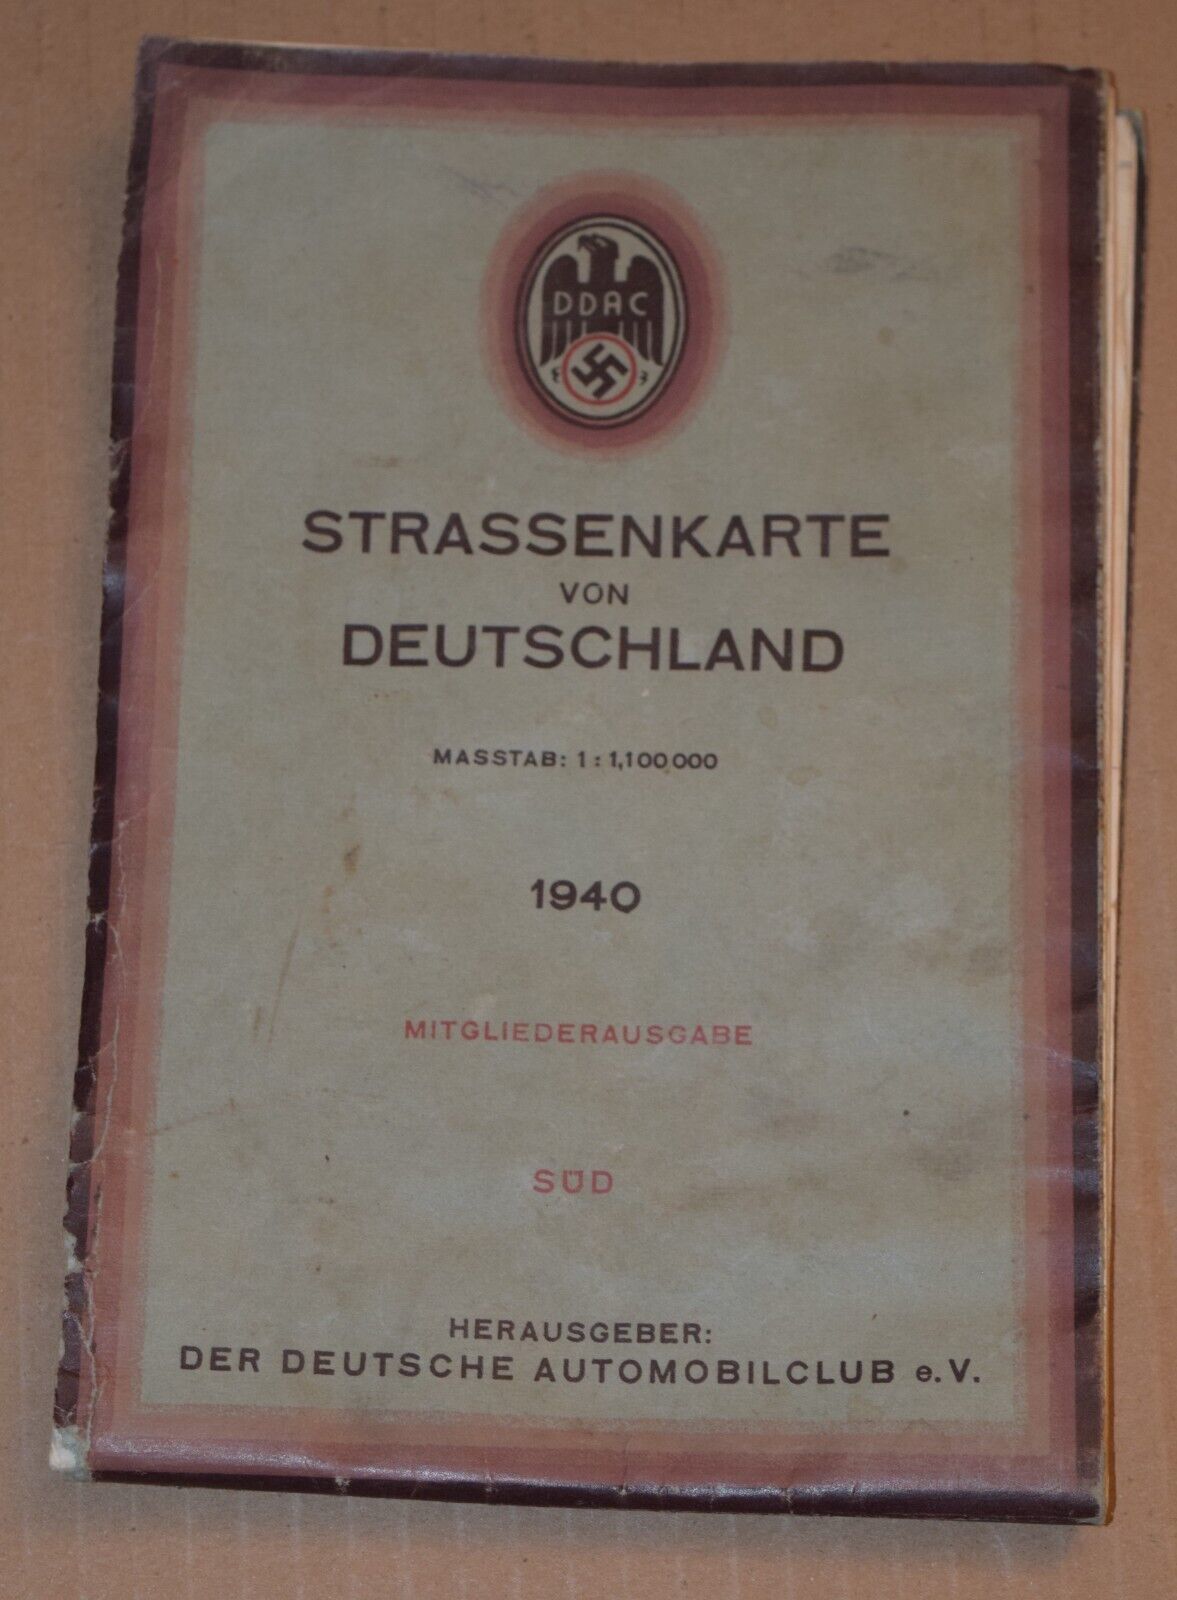 DDAC
STRASSENKARTE
VON
DEUTSCHLAND
MASSTAB: 1 : 1,100 000
1940
MITGLIEDERAUSGABE
SÜD
HERAUSGEBER:
DER DEUTSCHE AUTOMOBILCLUB e. V.